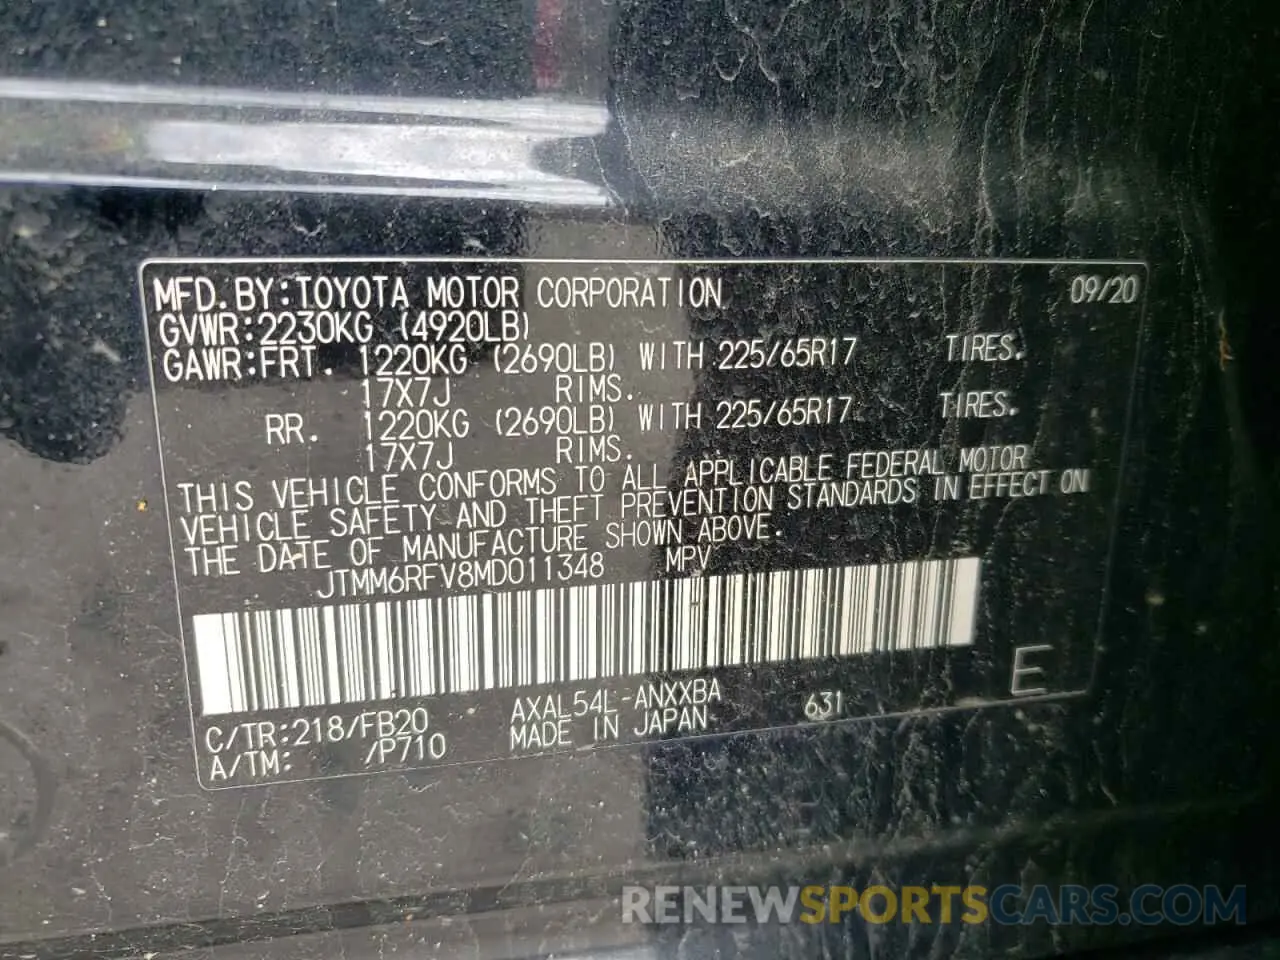 MFD.BY:TOYOTA MOTOR CORPORATION 09/20
GVWR:2230KG (4920LB)
GAWR:FRT. 1220KG (2690LB) WITH 225/65R17 TIRES.
17X7J RIMS.
RR. 1220KG (2690LB) WITH 225/65R17 TIRES.
17X7J RIMS.
THIS VEHICLE CONFORMS TO ALL APPLICABLE FEDERAL MOTOR
VEHICLE SAFETY AND THEFT PREVENTION STANDARDS IN EFFECT ON
THE DATE OF MANUFACTURE SHOWN ABOVE.
JTMM6RFV8MD011348 MPV
E
C/TR:218/FB20 AXAL54L-ANXXBA 631
A/TM: /P710 MADE IN JAPAN
RENEWSPORTSCARS.COM